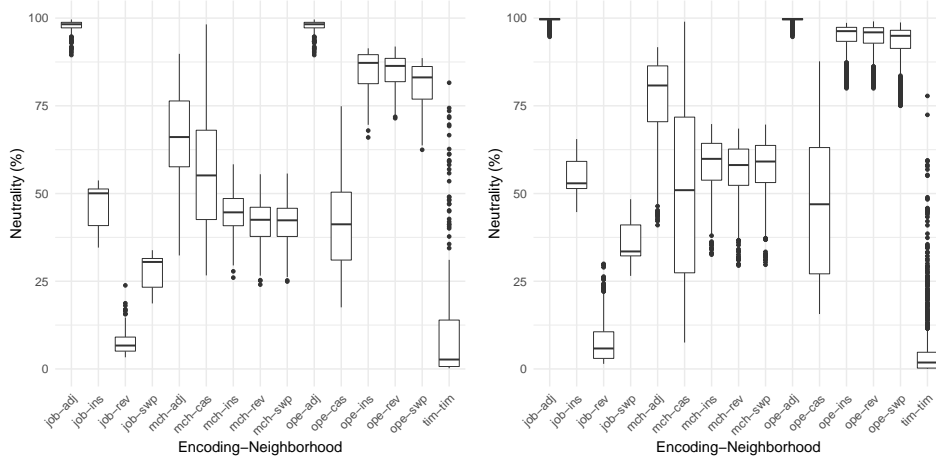 100
75
50
25
0
Neutrality (%)
job−adj
job−ins
job−rev
job−swp
mch−adj
mch−cas
mch−ins
mch−rev
mch−swp
ope−adj
ope−cas
ope−ins
ope−rev
ope−swp
tim−tim
Encoding−Neighborhood
100
75
50
25
0
Neutrality (%)
job−adj
job−ins
job−rev
job−swp
mch−adj
mch−cas
mch−ins
mch−rev
mch−swp
ope−adj
ope−cas
ope−ins
ope−rev
ope−swp
tim−tim
Encoding−Neighborhood